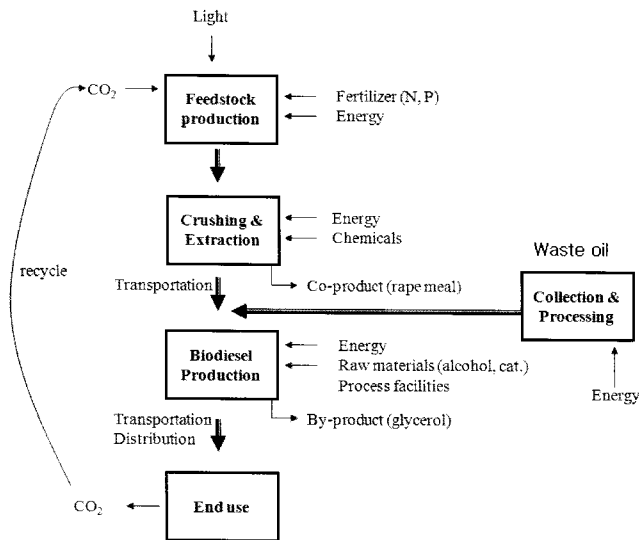 Light
CO2
Feedstock
production
Fertilizer (N, P)
Energy
Crushing &
Extraction
Energy
Chemicals
Waste oil
recycle
Transportation
Co-product (rape meal)
Collection &
Processing
Biodiesel
Production
Energy
Raw materials (alcohol, cat.)
Process facilities
Energy
Transportation
Distribution
By-product (glycerol)
CO2
End use